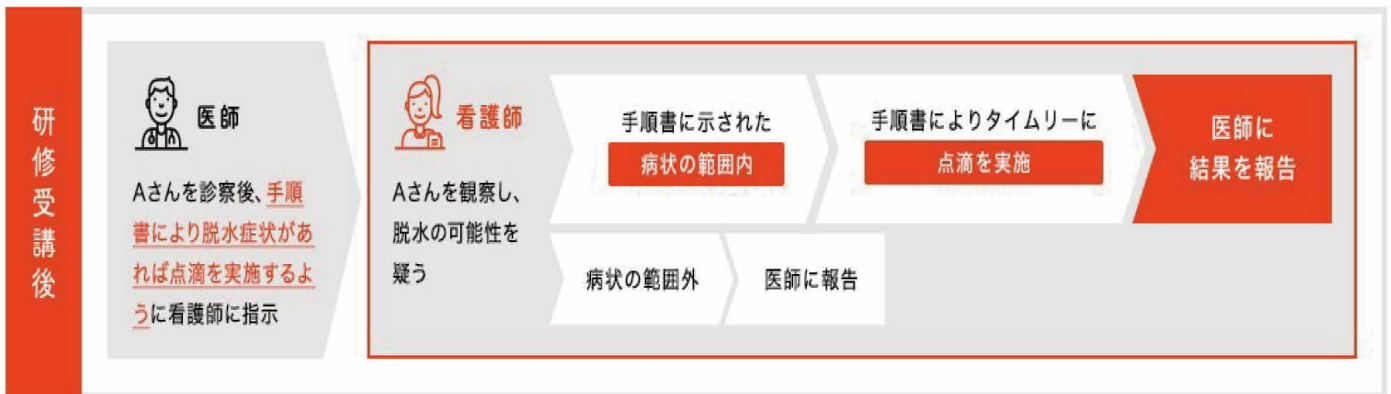 研修受講後
医師
Aさんを診察後、手順
書により脱水症状があ
れば点滴を実施するよ
うに看護師に指示
看護師
Aさんを観察し、
脱水の可能性を
疑う
手順書に示された
病状の範囲内
手順書によりタイムリーに
点滴を実施
医師に
結果を報告
病状の範囲外
医師に報告